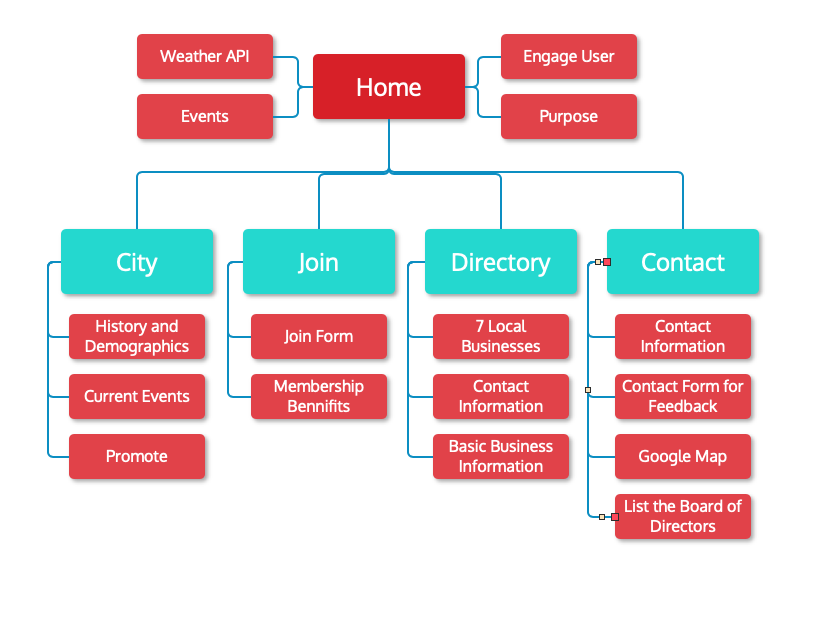 Weather API
Engage User
Home
Events
Purpose
City
Join
Directory
Contact
History and
Demographics
Current Events
Promote
Join Form
Membership
Bennifits
7 Local
Businesses
Contact
Information
Basic Business
Information
Contact
Information
Contact Form for
Feedback
Google Map
List the Board of
Directors